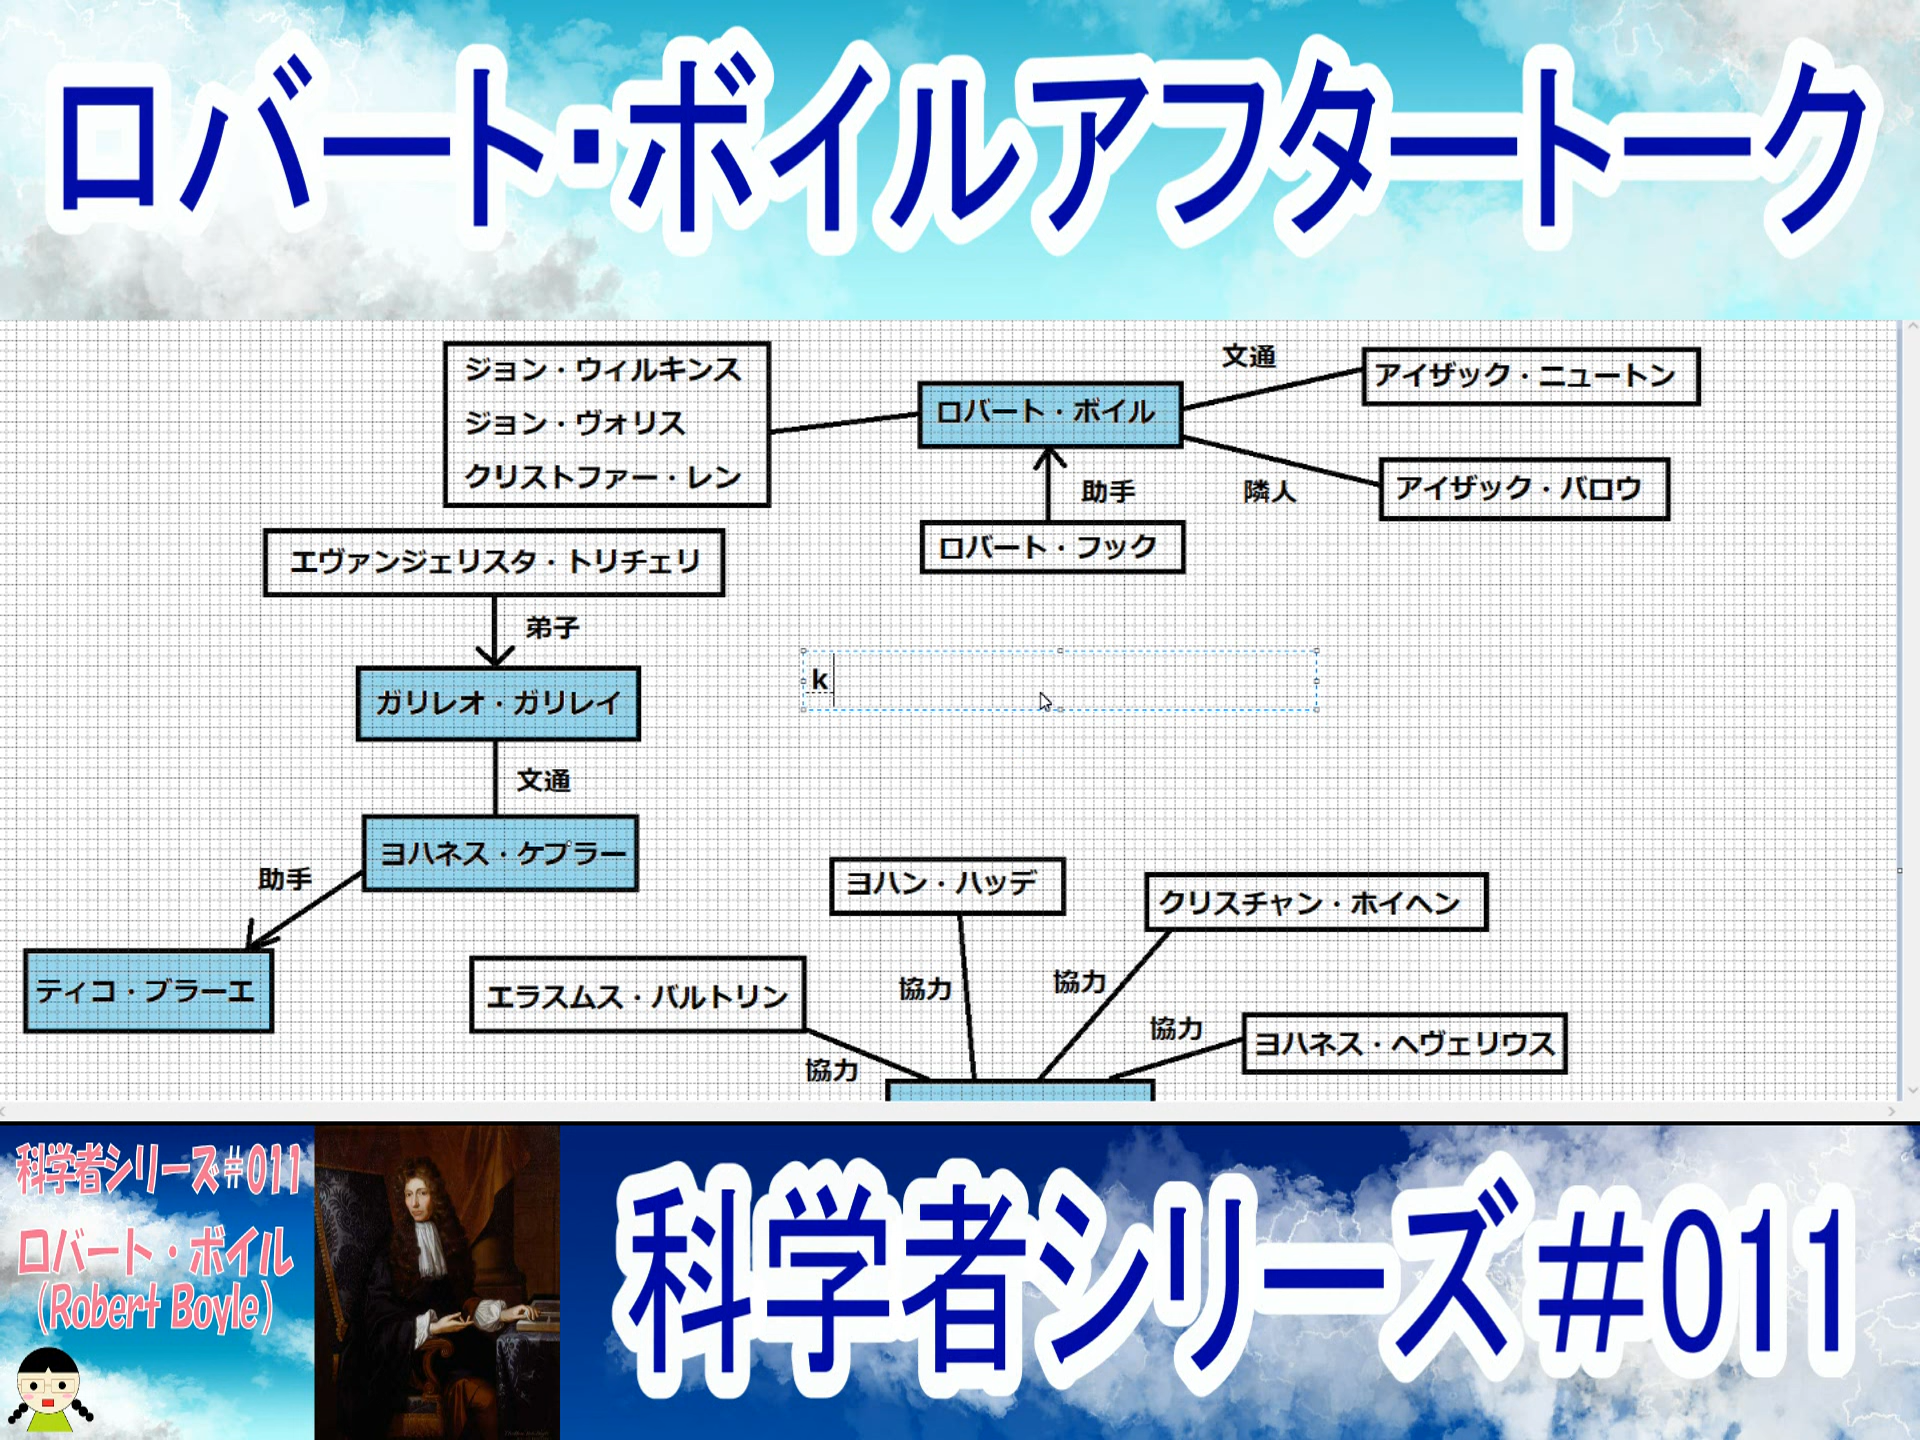 ロバート・ボイルアフタートーク
ジョン・ウィルキンス
ジョン・ヴォリス
クリストファー・レン
ロバート・ボイル
文通
アイザック・ニュートン
助手
隣人
アイザック・バロウ
ロバート・フック
エヴァンジェリスタ・トリチェリ
弟子
ガリレオ・ガリレイ
k
文通
ヨハネス・ケプラー
助手
ティコ・ブラーエ
ヨハン・ハッデ
クリスチャン・ホイヘン
エラスムス・バルトリン
協力
協力
協力
ヨハネス・ヘヴェリウス
協力
科学者シリーズ#011
ロバート・ボイル
(Robert Boyle)
科学者シリーズ#011